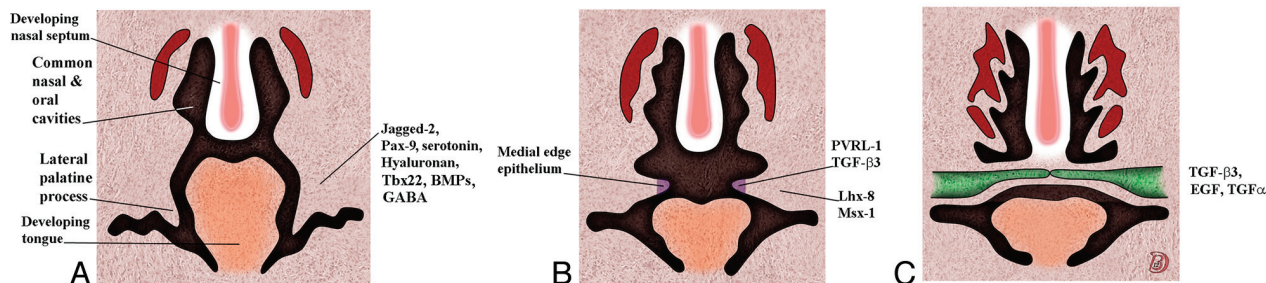 Developing
nasal septum
Common
nasal &
oral
cavities
Lateral
palatine
process
Developing
tongue
A
Jagged-2,
Pax-9, serotonin,
Hyaluronan,
Tbx22, BMPs,
GABA
Medial edge
epithelium
B
PVRL-1
TGF-β3
Lhx-8
Msx-1
C
TGF-β3,
EGF, TGFα